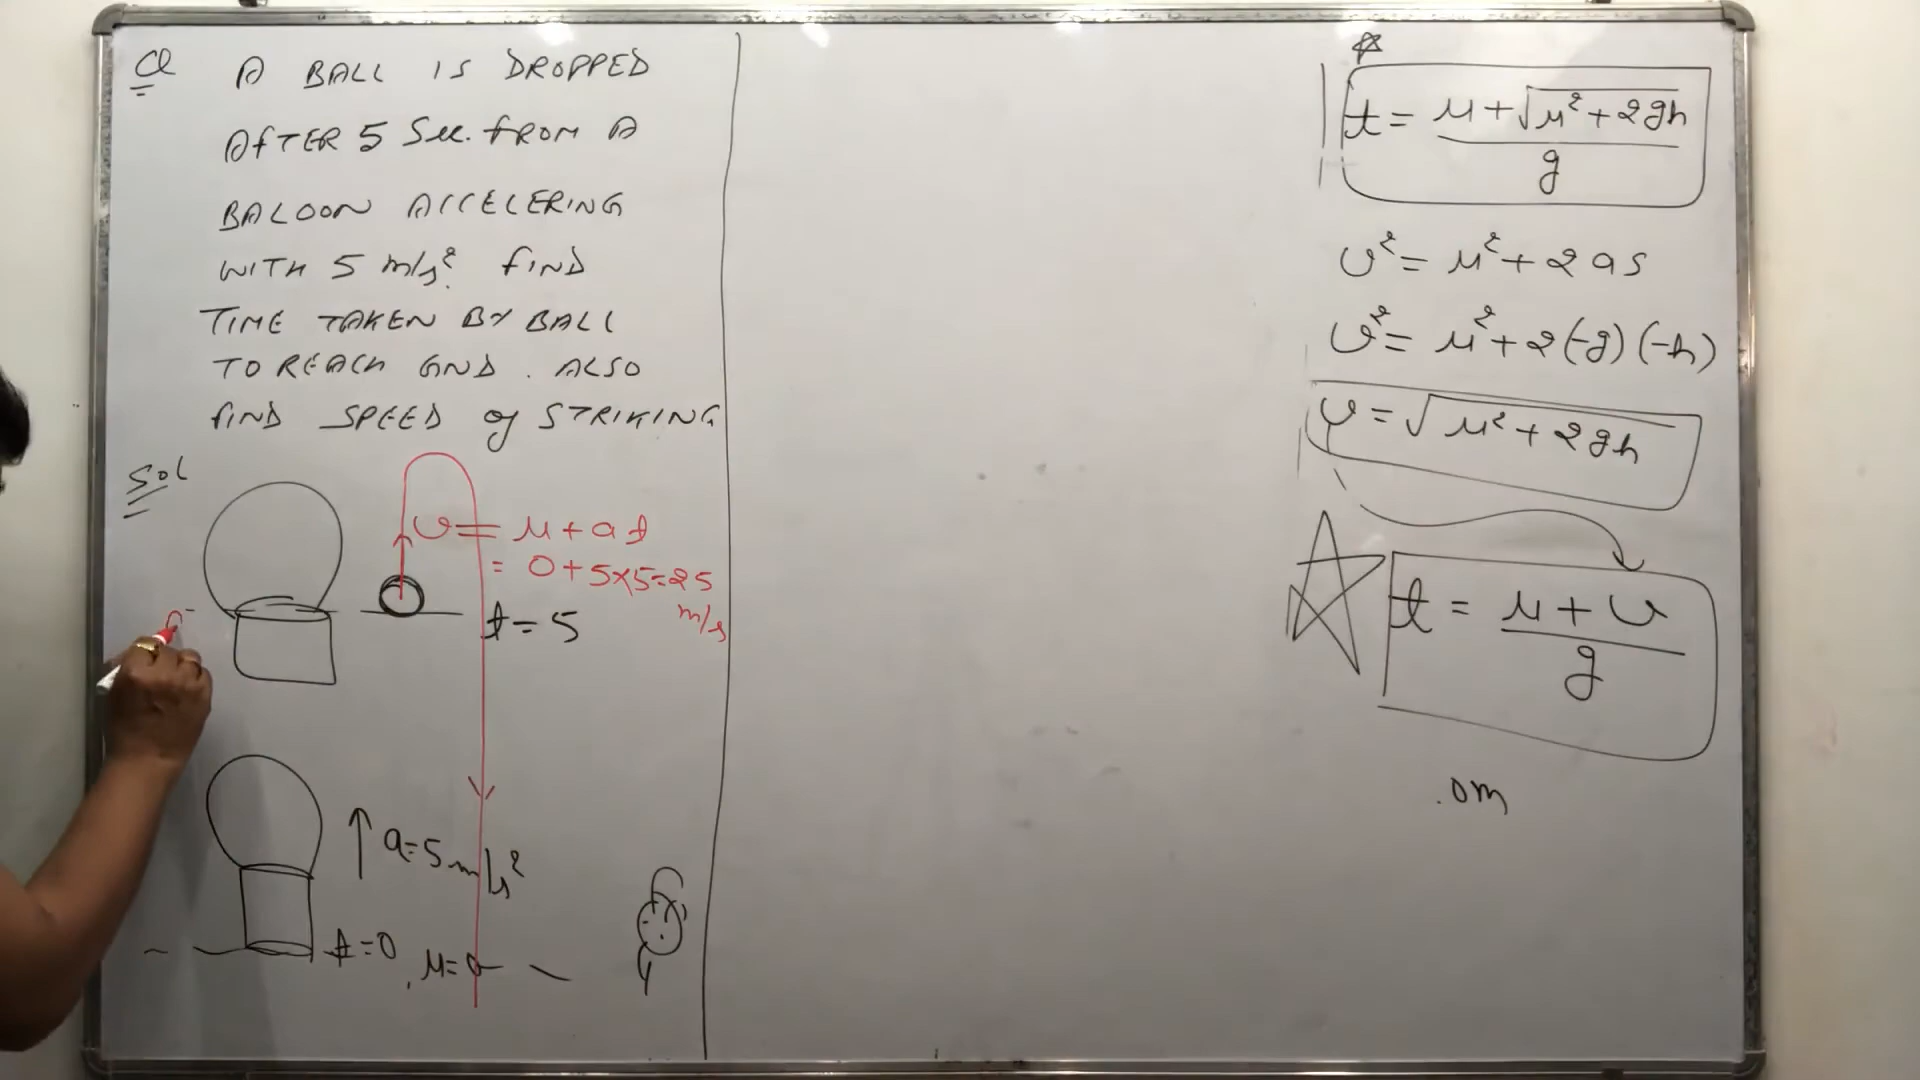 Q A BALL IS DROPPED
AFTER 5 Sec. FROM A
BALOON ACCELERING
WITH 5 m/s². FIND
TIME TAKEN BY BALL
TO REACH GND. ALSO
FIND SPEED of STRIKING
Sol
v = u + at
= 0 + 5×5=25
m/s
t = 5
a=5m/s²
t=0
u=0
t = u + √u² + 2gh / g
v² = u² + 2as
v² = u² + 2(-g)(-h)
v = √u² + 2gh
t = u + v / g
.om